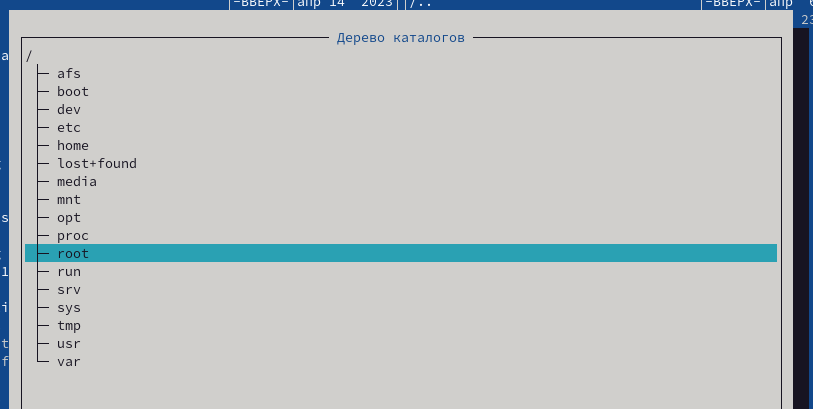 -ВВЕРХ-|апр 14 2023||/.. |-ВВЕРХ-|апр
23
Дерево каталогов
/
afs
boot
dev
etc
home
lost+found
media
mnt
opt
proc
root
run
srv
sys
tmp
usr
var